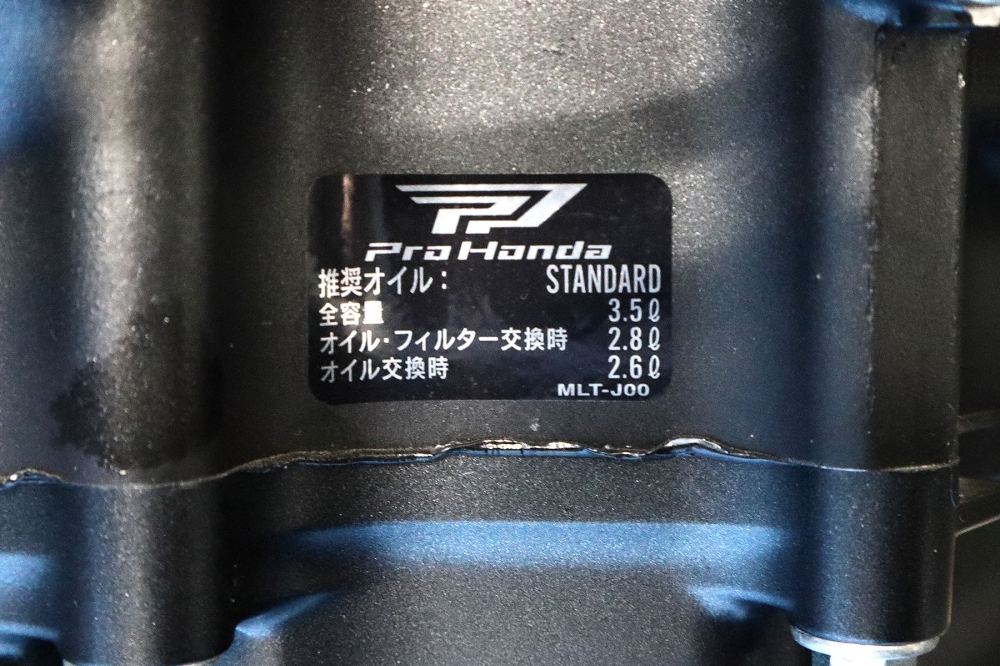 Pro Honda
推奨オイル: STANDARD
全容量 3.5ℓ
オイル・フィルター交換時 2.8ℓ
オイル交換時 2.6ℓ
MLT-J00